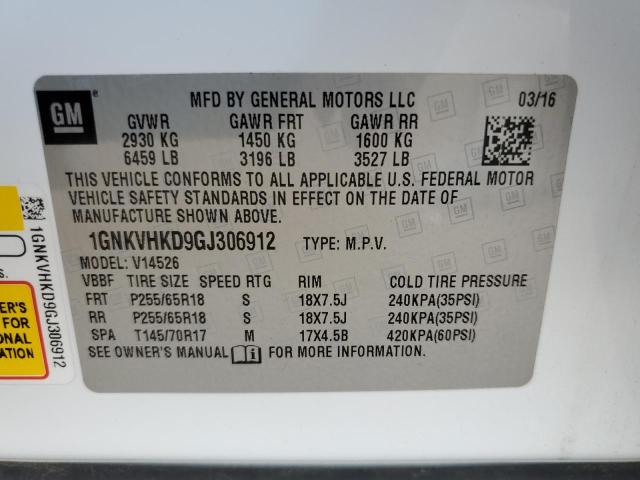 GM
MFD BY GENERAL MOTORS LLC 03/16
GVWR GAWR FRT GAWR RR
2930 KG 1450 KG 1600 KG
6459 LB 3196 LB 3527 LB
THIS VEHICLE CONFORMS TO ALL APPLICABLE U.S. FEDERAL MOTOR
VEHICLE SAFETY STANDARDS IN EFFECT ON THE DATE OF
MANUFACTURE SHOWN ABOVE.
1GNKVHKD9GJ306912 TYPE: M.P.V.
MODEL: V14526
VBBF TIRE SIZE SPEED RTG RIM COLD TIRE PRESSURE
FRT P255/65R18 S 18X7.5J 240KPA(35PSI)
RR P255/65R18 S 18X7.5J 240KPA(35PSI)
SPA T145/70R17 M 17X4.5B 420KPA(60PSI)
SEE OWNER'S MANUAL FOR MORE INFORMATION.
1GNKVHKD9GJ306912
ES.
ER'S
FOR
ONAL
ATION